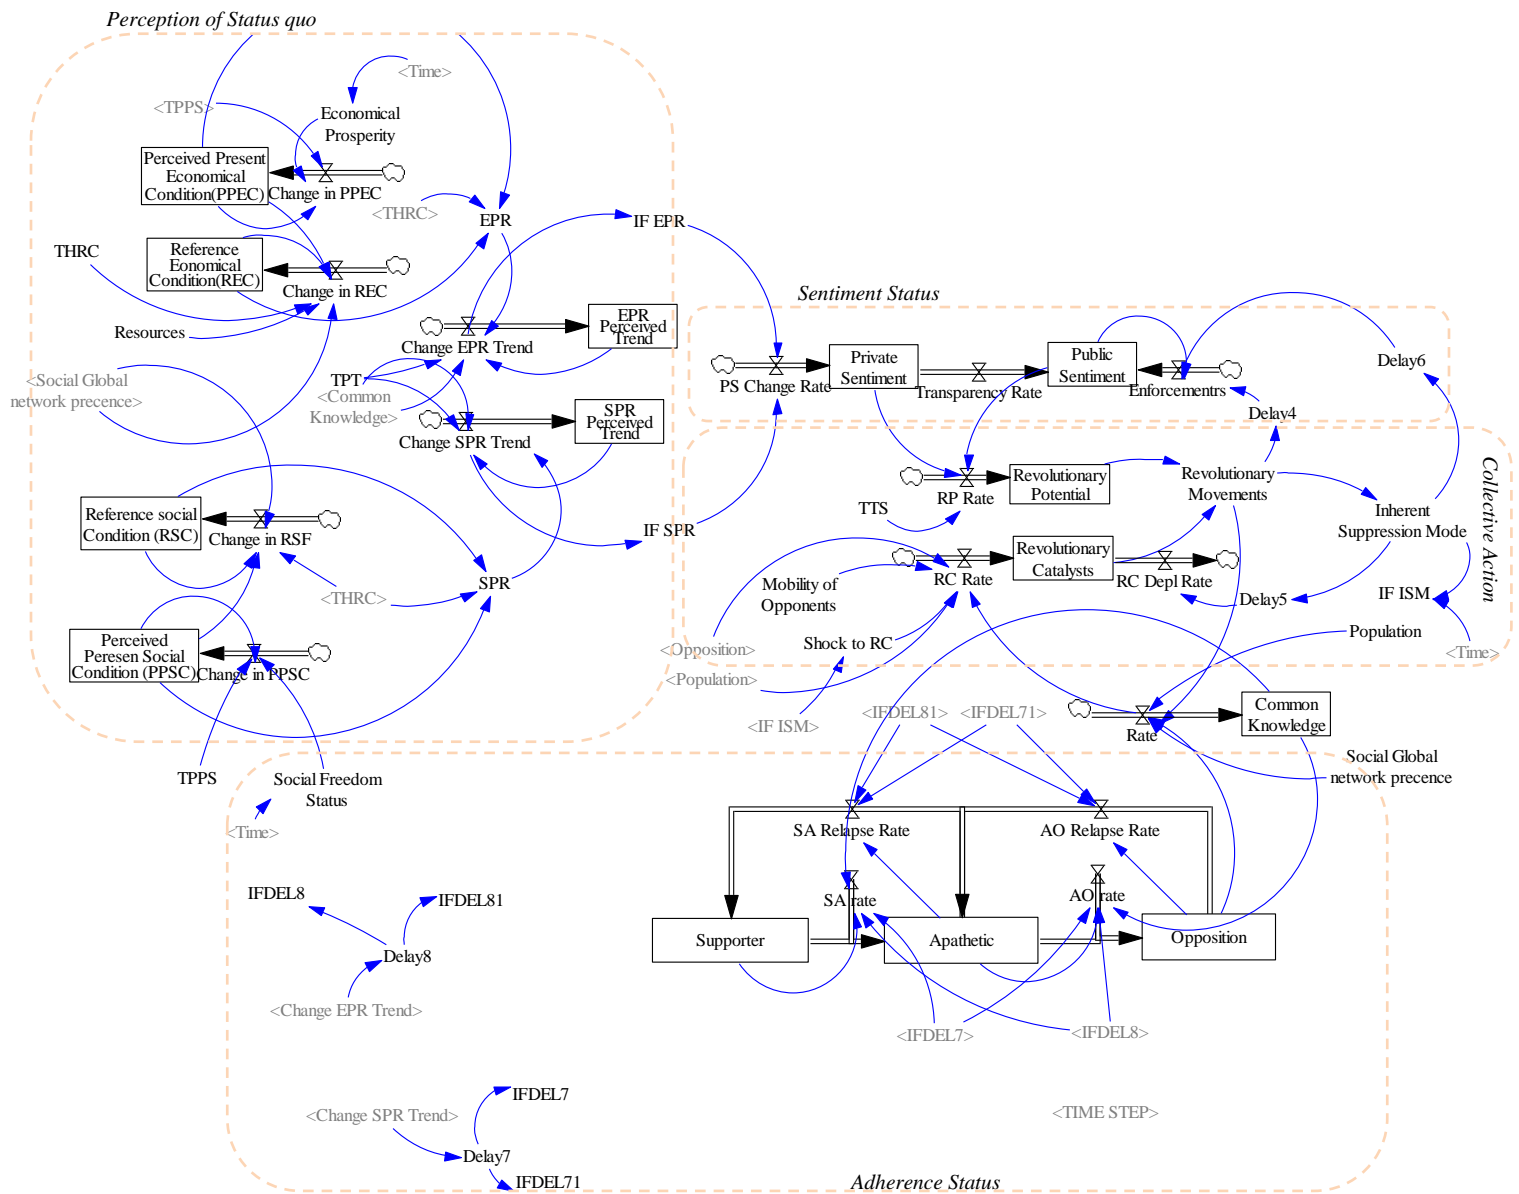 Perception of Status quo
<Time>
<TPPS>
Economical
Prosperity
Perceived Present
Economical
Condition(PPEC)
Change in PPEC
<THRC>
EPR
IF EPR
THRC
Reference
Eonomical
Condition(REC)
Change in REC
Resources
EPR
Perceived
Trend
Change EPR Trend
<Social Global
network precence>
TPT
<Common
Knowledge>
SPR
Perceived
Trend
Change SPR Trend
Reference social
Condition (RSC)
Change in RSF
IF SPR
<THRC>
SPR
Perceived
Peresen Social
Condition (PPSC)
Change in PPSC
TPPS
Social Freedom
Status
<Time>
Sentiment Status
Private
Sentiment
PS Change Rate
Transparency Rate
Public
Sentiment
Enforcementrs
Delay6
Delay4
Collective Action
Revolutionary
Potential
RP Rate
Revolutionary
Movements
TTS
Inherent
Suppression Mode
Revolutionary
Catalysts
RC Rate
RC Depl Rate
Mobility of
Opponents
Delay5
IF ISM
<Opposition>
Shock to RC
Population
<Time>
<Population>
<IF ISM>
<IFDEL81>
<IFDEL71>
Common
Knowledge
Rate
Social Global
network precence
SA Relapse Rate
AO Relapse Rate
SA rate
AO rate
Supporter
Apathetic
Opposition
IFDEL8
IFDEL81
Delay8
<Change EPR Trend>
<IFDEL7>
<IFDEL8>
IFDEL7
<Change SPR Trend>
<TIME STEP>
Delay7
IFDEL71
Adherence Status